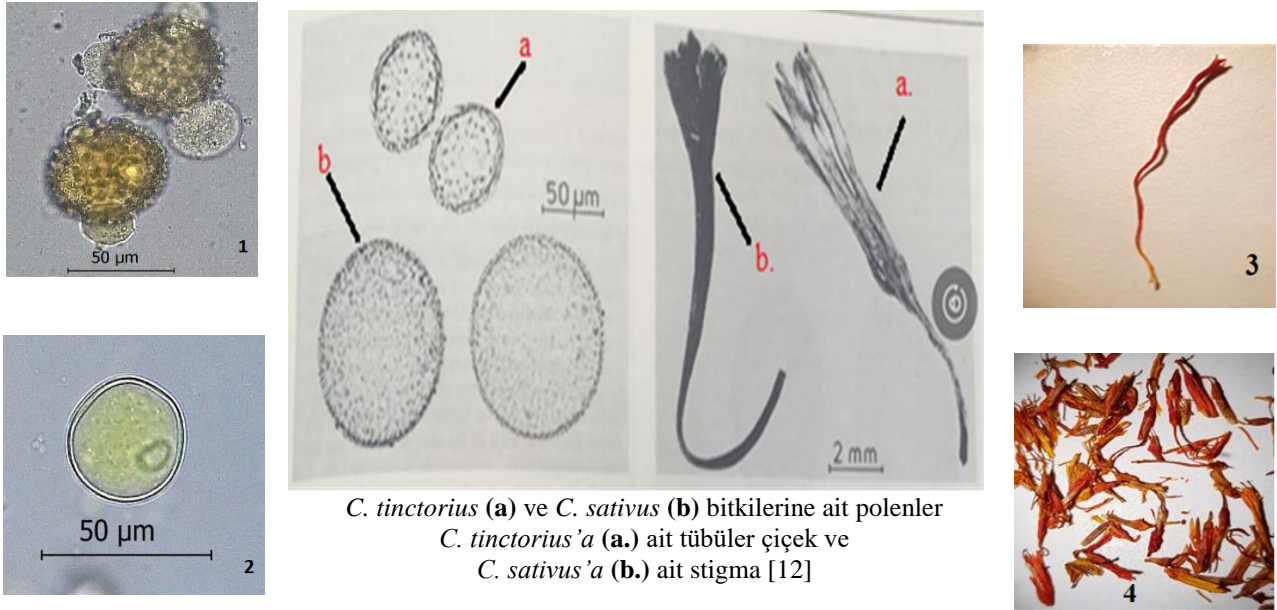 1
50 µm
2
50 µm
a
b
50 µm
a.
b.
2 mm
3
4
C. tinctorius (a) ve C. sativus (b) bitkilerine ait polenler
C. tinctorius’a (a.) ait tübüler çiçek ve
C. sativus’a (b.) ait stigma [12]